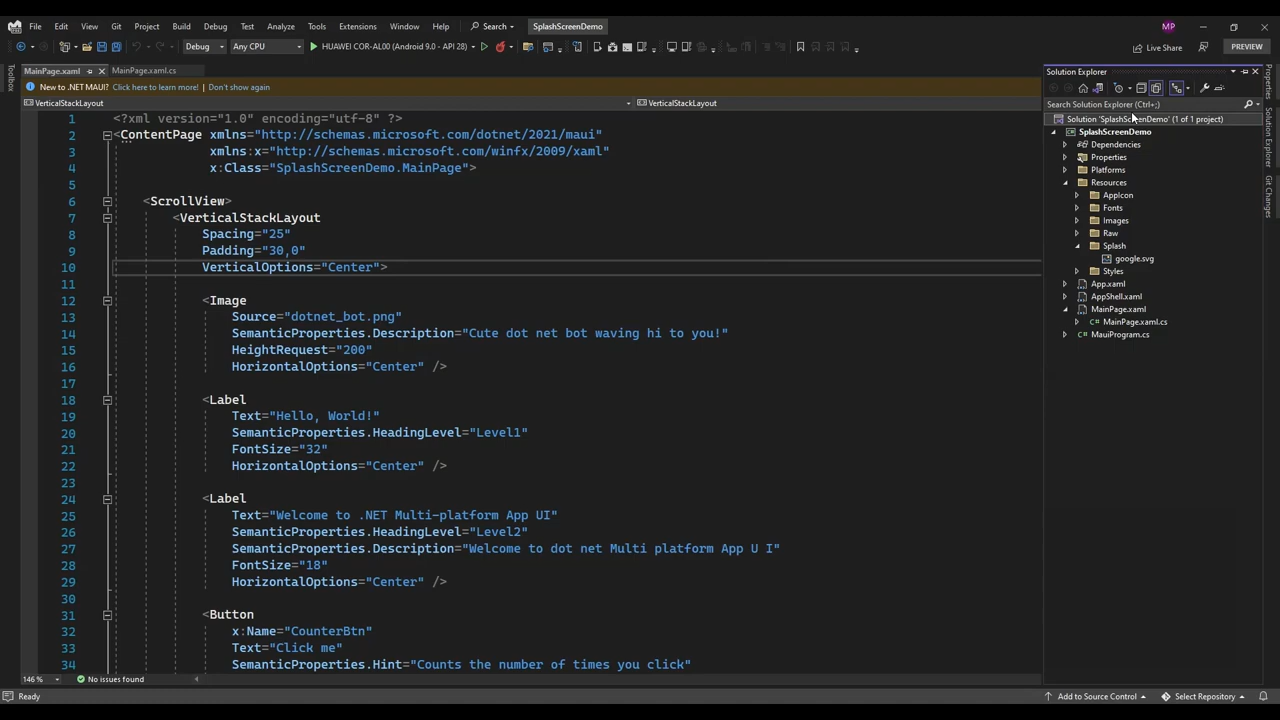 File Edit View Git Project Build Debug Test Analyze Tools Extensions Window Help Search SplashScreenDemo MP
Debug Any CPU HUAWEI COR-AL00 (Android 9.0 - API 28) Live Share PREVIEW
MainPage.xaml MainPage.xaml.cs
New to .NET MAUI? Click here to learn more! Don't show again
VerticalStackLayout VerticalStackLayout
1 <?xml version="1.0" encoding="utf-8" ?>
2 <ContentPage xmlns="http://schemas.microsoft.com/dotnet/2021/maui"
3 xmlns:x="http://schemas.microsoft.com/winfx/2009/xaml"
4 x:Class="SplashScreenDemo.MainPage">
5
6 <ScrollView>
7 <VerticalStackLayout
8 Spacing="25"
9 Padding="30,0"
10 VerticalOptions="Center">
11
12 <Image
13 Source="dotnet_bot.png"
14 SemanticProperties.Description="Cute dot net bot waving hi to you!"
15 HeightRequest="200"
16 HorizontalOptions="Center" />
17
18 <Label
19 Text="Hello, World!"
20 SemanticProperties.HeadingLevel="Level1"
21 FontSize="32"
22 HorizontalOptions="Center" />
23
24 <Label
25 Text="Welcome to .NET Multi-platform App UI"
26 SemanticProperties.HeadingLevel="Level2"
27 SemanticProperties.Description="Welcome to dot net Multi platform App U I"
28 FontSize="18"
29 HorizontalOptions="Center" />
30
31 <Button
32 x:Name="CounterBtn"
33 Text="Click me"
34 SemanticProperties.Hint="Counts the number of times you click"
146 % No issues found
Toolbox
Solution Explorer
Search Solution Explorer (Ctrl+;)
Solution 'SplashScreenDemo' (1 of 1 project)
SplashScreenDemo
Dependencies
Properties
Platforms
Resources
AppIcon
Fonts
Images
Raw
Splash
google.svg
Styles
App.xaml
AppShell.xaml
MainPage.xaml
MainPage.xaml.cs
MauiProgram.cs
Properties
Solution Explorer
Git Changes
Ready Add to Source Control Select Repository